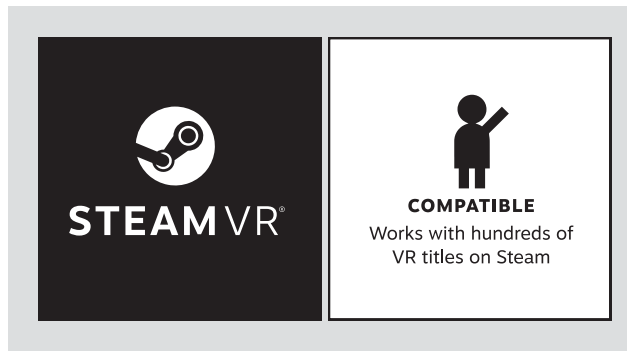 STEAMVR®
COMPATIBLE
Works with hundreds of
VR titles on Steam